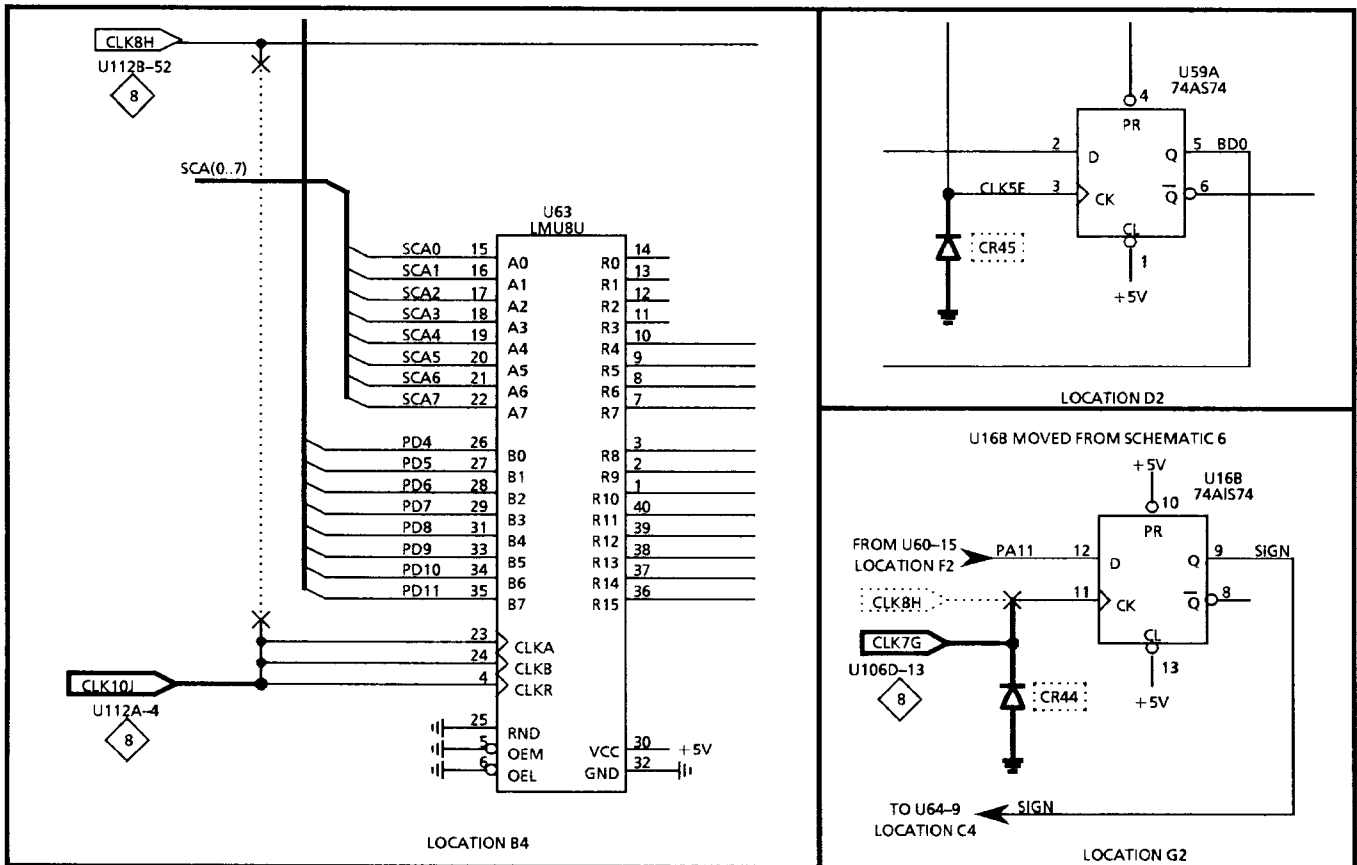 CLK8H
U112B–52
8
SCA(0..7)
U63
LMU8U
SCA0 15 A0 R0 14
SCA1 16 A1 R1 13
SCA2 17 A2 R2 12
SCA3 18 A3 R3 11
SCA4 19 A4 R4 10
SCA5 20 A5 R5 9
SCA6 21 A6 R6 8
SCA7 22 A7 R7 7
PD4 26 B0 R8 3
PD5 27 B1 R9 2
PD6 28 B2 R10 1
PD7 29 B3 R11 40
PD8 31 B4 R12 39
PD9 33 B5 R13 38
PD10 34 B6 R14 37
PD11 35 B7 R15 36
23 CLKA
24 CLKB
4 CLKR
CLK10J
U112A–4
8
25 RND
5 OEM VCC 30 +5V
6 OEL GND 32
LOCATION B4
U59A
74AS74
4
PR
2 D Q 5 BD0
CLK5F 3 CK Q 6
CL
1
+5V
CR45
LOCATION D2
U16B MOVED FROM SCHEMATIC 6
+5V
U16B
74AlS74
10
PR
FROM U60–15
LOCATION F2
PA11 12 D Q 9 SIGN
CLK8H 11 CK Q 8
CL
13
+5V
CLK7G
U106D–13
8
CR44
TO U64–9
LOCATION C4
SIGN
LOCATION G2